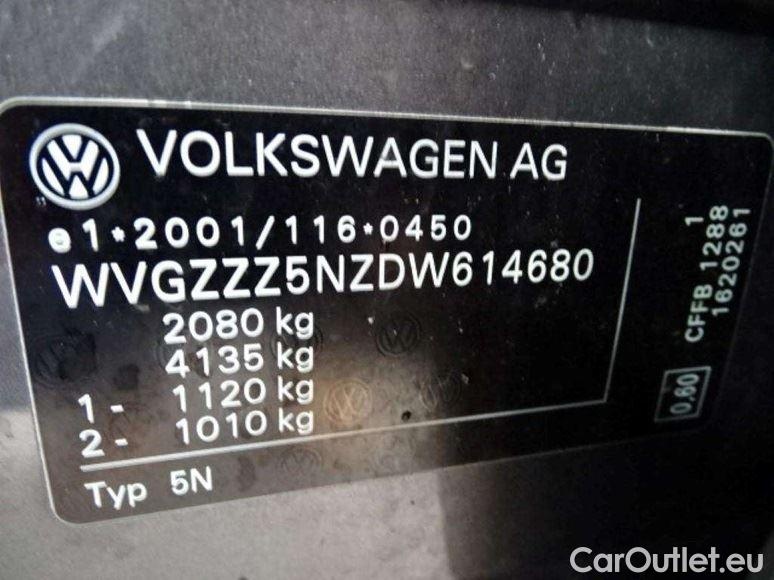 VOLKSWAGEN AG
e1*2001/116*0450
WVGZZZ5NZDW614680
2080 kg
4135 kg
1 - 1120 kg
2 - 1010 kg
Typ 5N
1
CFFB 1288
1620261
0.60
CarOutlet.eu